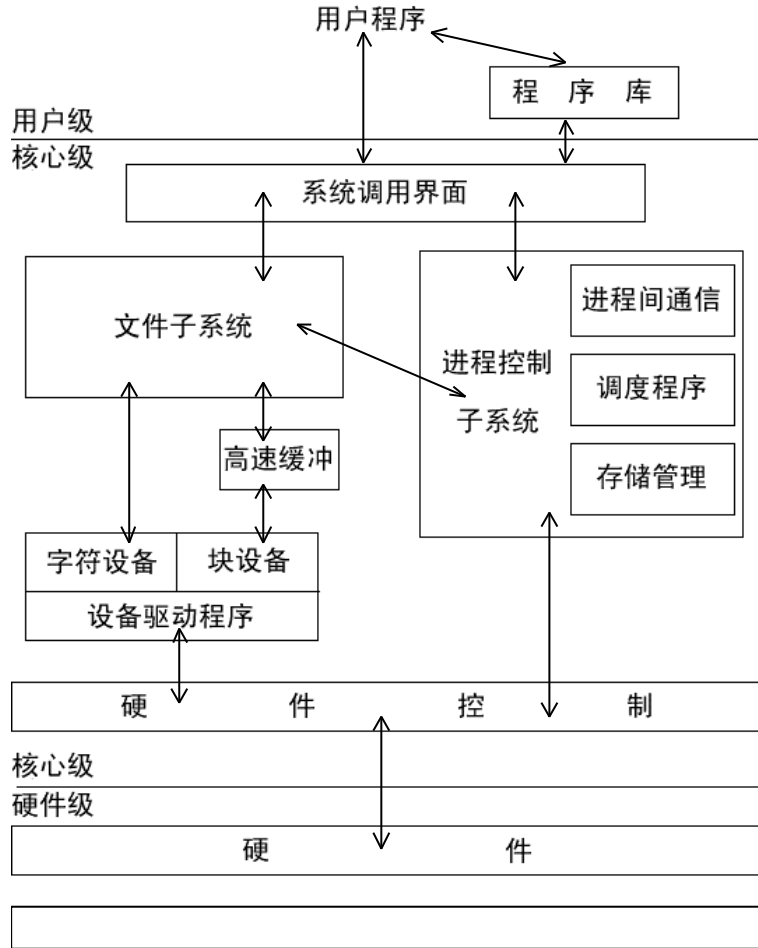 用户程序
程 序 库
用户级
核心级
系统调用界面
文件子系统
进程控制
子系统
进程间通信
调度程序
存储管理
高速缓冲
字符设备
块设备
设备驱动程序
硬 件 控 制
核心级
硬件级
硬 件